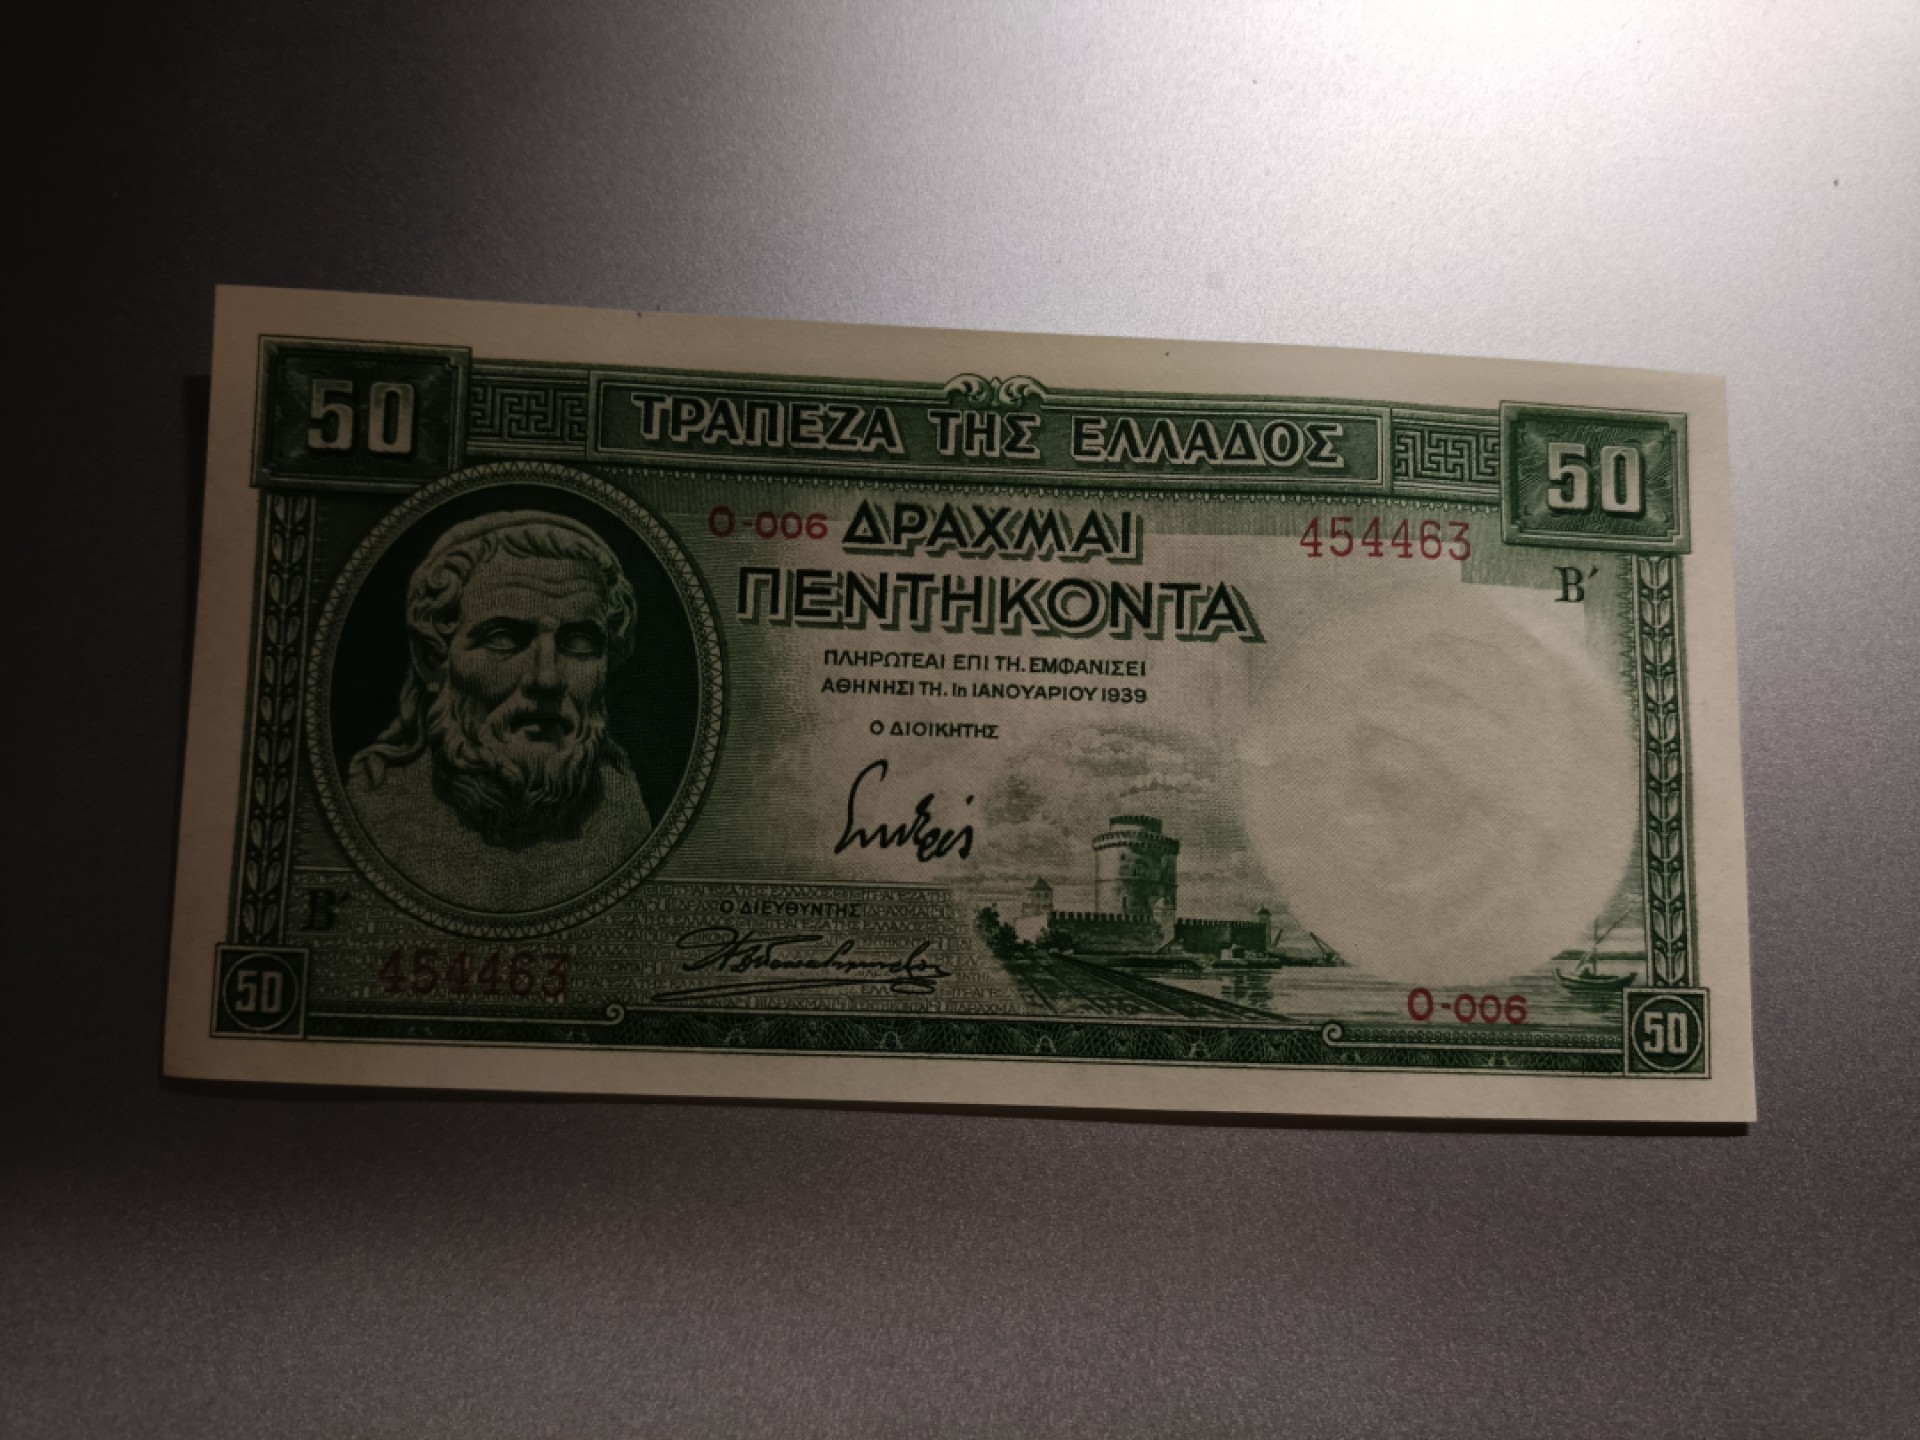 50
ΤΡΑΠΕΖΑ ΤΗΣ ΕΛΛΑΔΟΣ
50
Ο-006 ΔΡΑΧΜΑΙ 454463
ΠΕΝΤΗΚΟΝΤΑ
Β΄
ΠΛΗΡΩΤΕΑΙ ΕΠΙ ΤΗ. ΕΜΦΑΝΙΣΕΙ
ΑΘΗΝΗΣΙ ΤΗ. 1η ΙΑΝΟΥΑΡΙΟΥ 1939
Ο ΔΙΟΙΚΗΤΗΣ
Β΄
Ο ΔΙΕΥΘΥΝΤΗΣ
454463
Ο-006
50
50